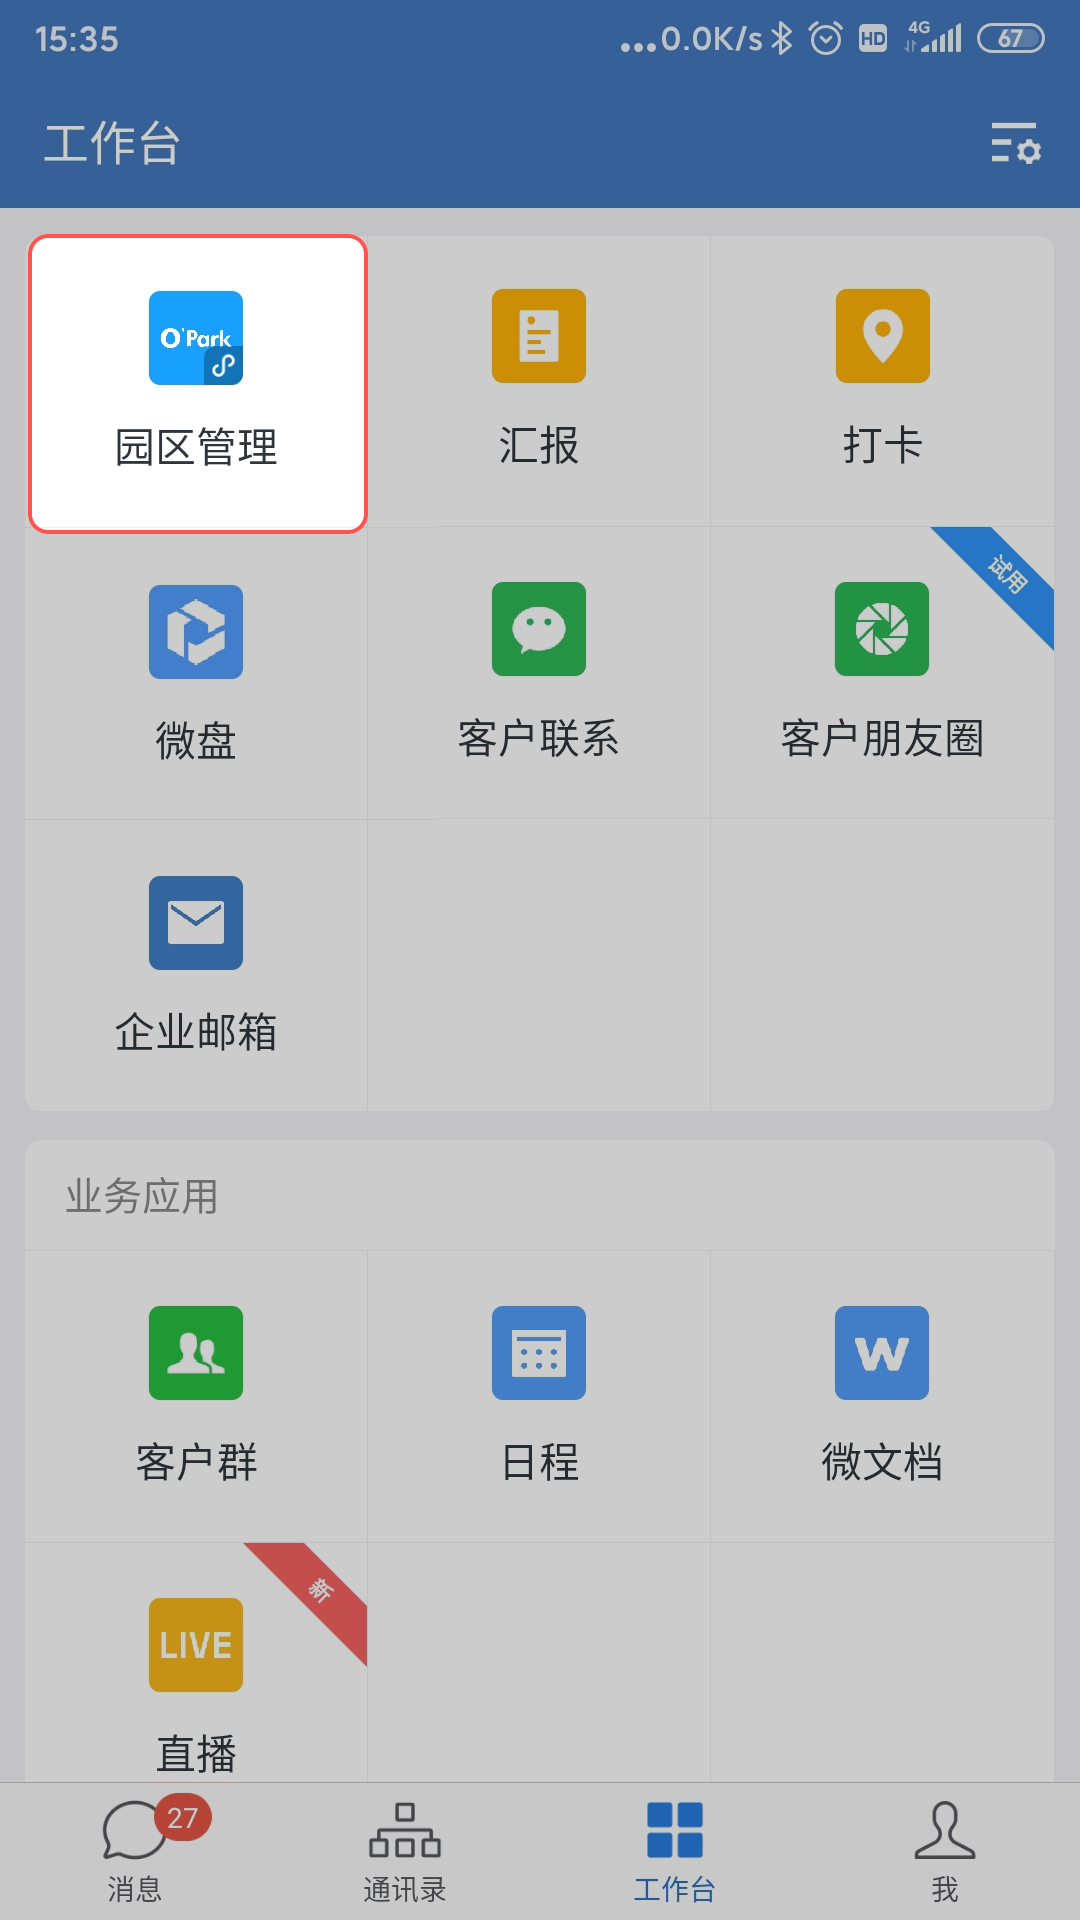 15:35
...0.0K/s HD 4G 67
工作台
O'Park
园区管理
汇报
打卡
试用
微盘
客户联系
客户朋友圈
企业邮箱
业务应用
W
客户群
日程
微文档
新
LIVE
直播
27
消息
通讯录
工作台
我